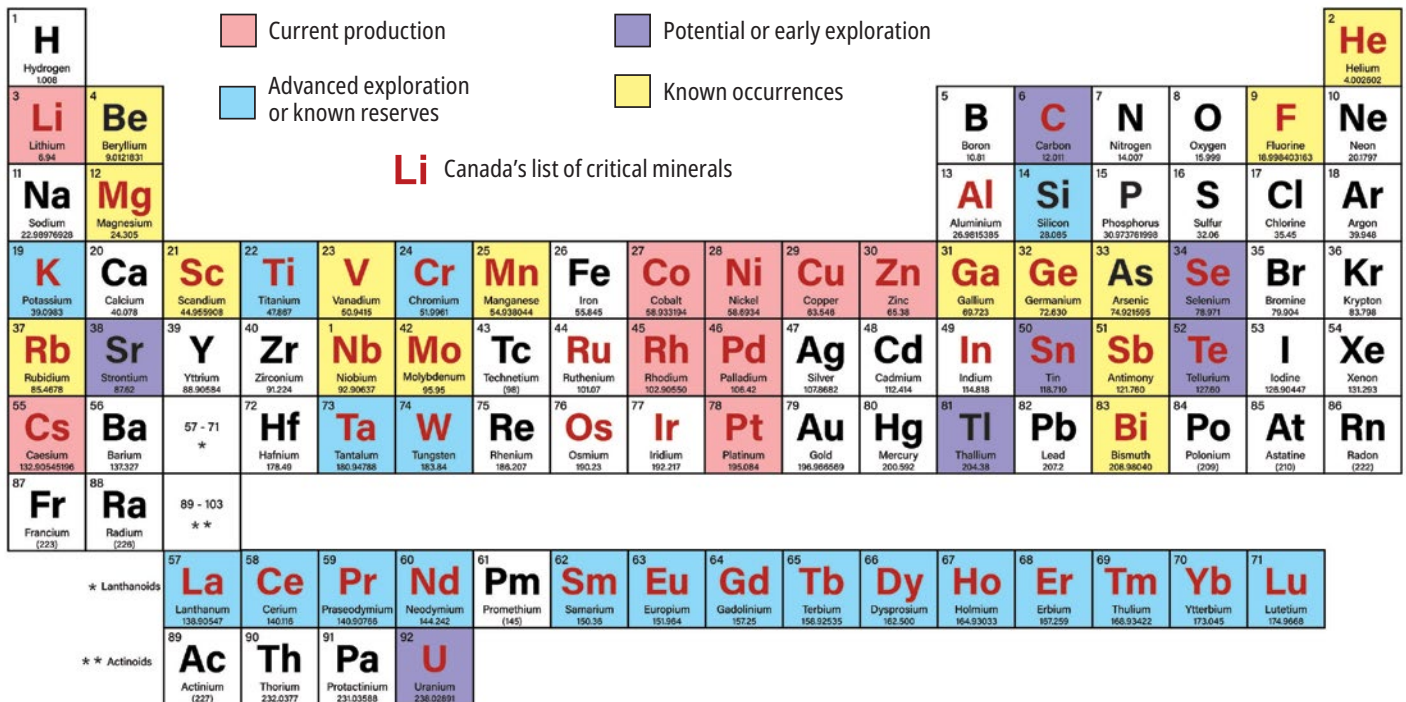 Current production
Advanced exploration
or known reserves
Potential or early exploration
Known occurrences
Li Canada's list of critical minerals
1
H
Hydrogen
1.008
2
He
Helium
4.002602
3
Li
Lithium
6.94
4
Be
Beryllium
9.0121831
5
B
Boron
10.81
6
C
Carbon
12.011
7
N
Nitrogen
14.007
8
O
Oxygen
15.999
9
F
Fluorine
18.998403163
10
Ne
Neon
20.1797
11
Na
Sodium
22.98976928
12
Mg
Magnesium
24.305
13
Al
Aluminium
26.9815385
14
Si
Silicon
28.085
15
P
Phosphorus
30.973761998
16
S
Sulfur
32.06
17
Cl
Chlorine
35.45
18
Ar
Argon
39.948
19
K
Potassium
39.0983
20
Ca
Calcium
40.078
21
Sc
Scandium
44.955908
22
Ti
Titanium
47.867
23
V
Vanadium
50.9415
24
Cr
Chromium
51.9961
25
Mn
Manganese
54.938044
26
Fe
Iron
55.845
27
Co
Cobalt
58.933194
28
Ni
Nickel
58.6934
29
Cu
Copper
63.546
30
Zn
Zinc
65.38
31
Ga
Gallium
69.723
32
Ge
Germanium
72.630
33
As
Arsenic
74.921595
34
Se
Selenium
78.971
35
Br
Bromine
79.904
36
Kr
Krypton
83.798
37
Rb
Rubidium
85.4678
38
Sr
Strontium
87.62
39
Y
Yttrium
88.90584
40
Zr
Zirconium
91.224
1
Nb
Niobium
92.90637
42
Mo
Molybdenum
95.95
43
Tc
Technetium
(98)
44
Ru
Ruthenium
101.07
45
Rh
Rhodium
102.90550
46
Pd
Palladium
106.42
47
Ag
Silver
107.8682
48
Cd
Cadmium
112.414
49
In
Indium
114.818
50
Sn
Tin
118.710
51
Sb
Antimony
121.760
52
Te
Tellurium
127.60
53
I
Iodine
126.90447
54
Xe
Xenon
131.293
55
Cs
Caesium
132.90545196
56
Ba
Barium
137.327
57 - 71
*
72
Hf
Hafnium
178.49
73
Ta
Tantalum
180.94788
74
W
Tungsten
183.84
75
Re
Rhenium
186.207
76
Os
Osmium
190.23
77
Ir
Iridium
192.217
78
Pt
Platinum
195.084
79
Au
Gold
196.966569
80
Hg
Mercury
200.592
81
Tl
Thallium
204.38
82
Pb
Lead
207.2
83
Bi
Bismuth
208.98040
84
Po
Polonium
(209)
85
At
Astatine
(210)
86
Rn
Radon
(222)
87
Fr
Francium
(223)
88
Ra
Radium
(226)
89 - 103
* *
* Lanthanoids
57
La
Lanthanum
138.90547
58
Ce
Cerium
140.116
59
Pr
Praseodymium
140.90766
60
Nd
Neodymium
144.242
61
Pm
Promethium
(145)
62
Sm
Samarium
150.36
63
Eu
Europium
151.964
64
Gd
Gadolinium
157.25
65
Tb
Terbium
158.92535
66
Dy
Dysprosium
162.500
67
Ho
Holmium
164.93033
68
Er
Erbium
167.259
69
Tm
Thulium
168.93422
70
Yb
Ytterbium
173.045
71
Lu
Lutetium
174.9668
* * Actinoids
89
Ac
Actinium
(227)
90
Th
Thorium
232.0377
91
Pa
Protactinium
231.03588
92
U
Uranium
238.02891